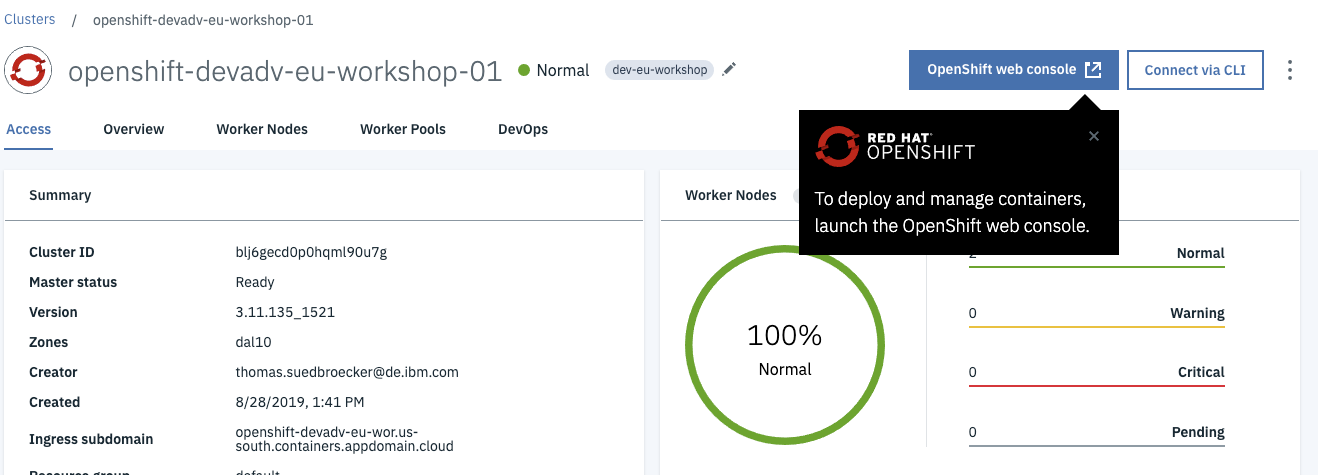 Clusters / openshift-devadv-eu-workshop-01
openshift-devadv-eu-workshop-01 Normal dev-eu-workshop OpenShift web console Connect via CLI
Access Overview Worker Nodes Worker Pools DevOps
RED HAT
OPENSHIFT
To deploy and manage containers,
launch the OpenShift web console.
Summary
Cluster ID blj6gecd0p0hqml90u7g
Master status Ready
Version 3.11.135_1521
Zones dal10
Creator thomas.suedbroecker@de.ibm.com
Created 8/28/2019, 1:41 PM
Ingress subdomain openshift-devadv-eu-wor.us-
south.containers.appdomain.cloud
Worker Nodes
100%
Normal
Normal
0 Warning
0 Critical
0 Pending